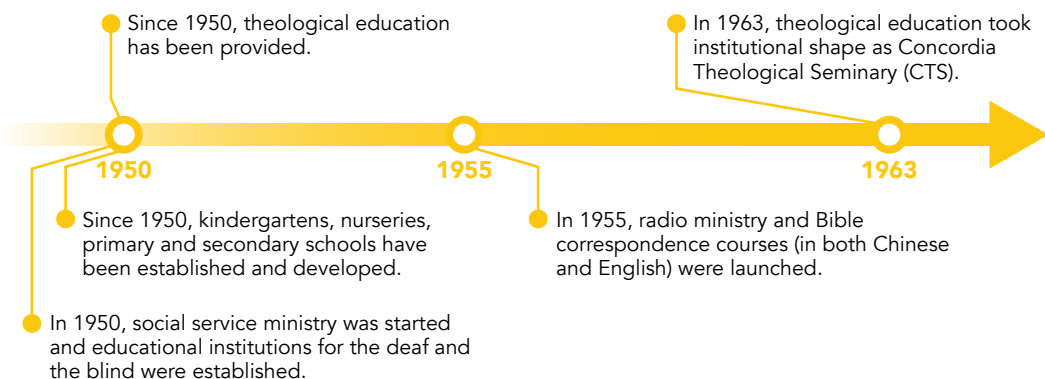 Since 1950, theological education
has been provided.
In 1963, theological education took
institutional shape as Concordia
Theological Seminary (CTS).
1950
1955
1963
Since 1950, kindergartens, nurseries,
primary and secondary schools have
been established and developed.
In 1955, radio ministry and Bible
correspondence courses (in both Chinese
and English) were launched.
In 1950, social service ministry was started
and educational institutions for the deaf and
the blind were established.